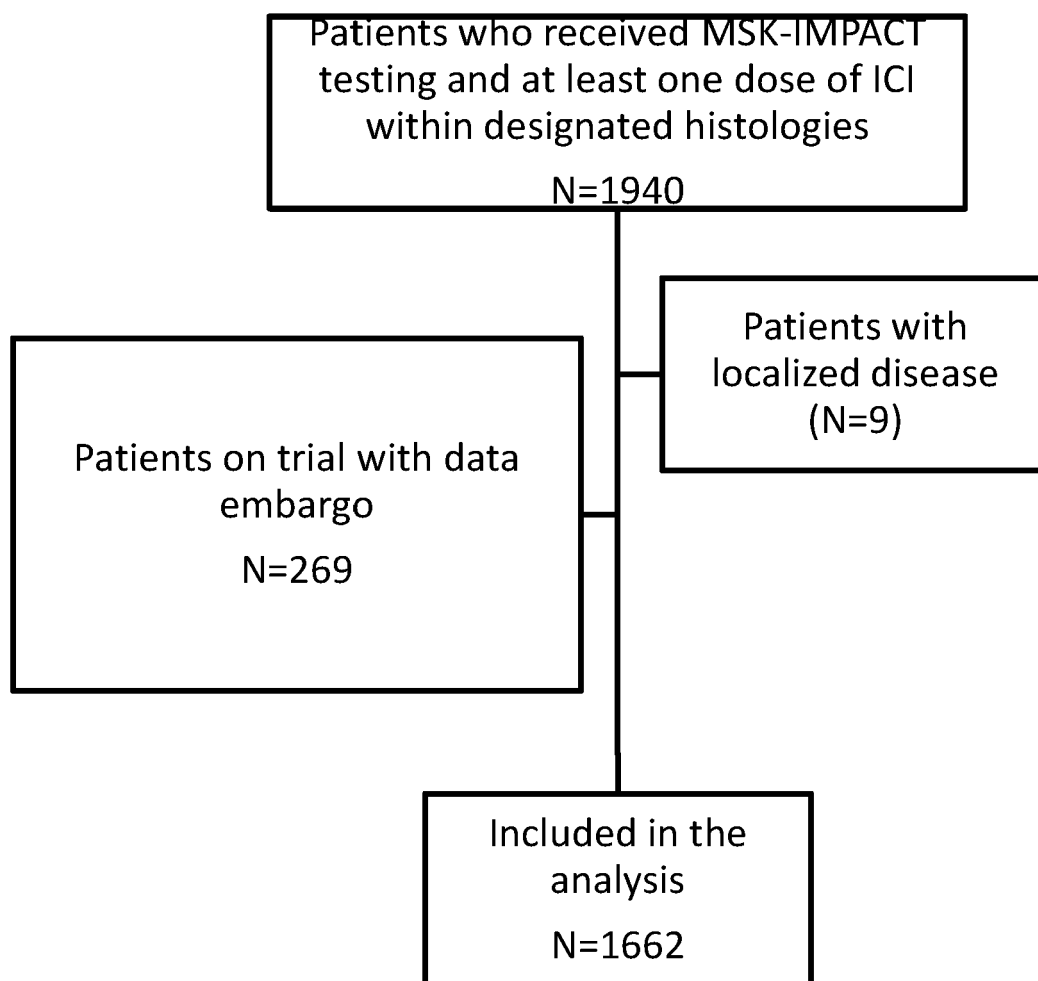 Patients who received MSK-IMPACT
testing and at least one dose of ICI
within designated histologies
N=1940
Patients with
localized disease
(N=9)
Patients on trial with data
embargo
N=269
Included in the
analysis
N=1662